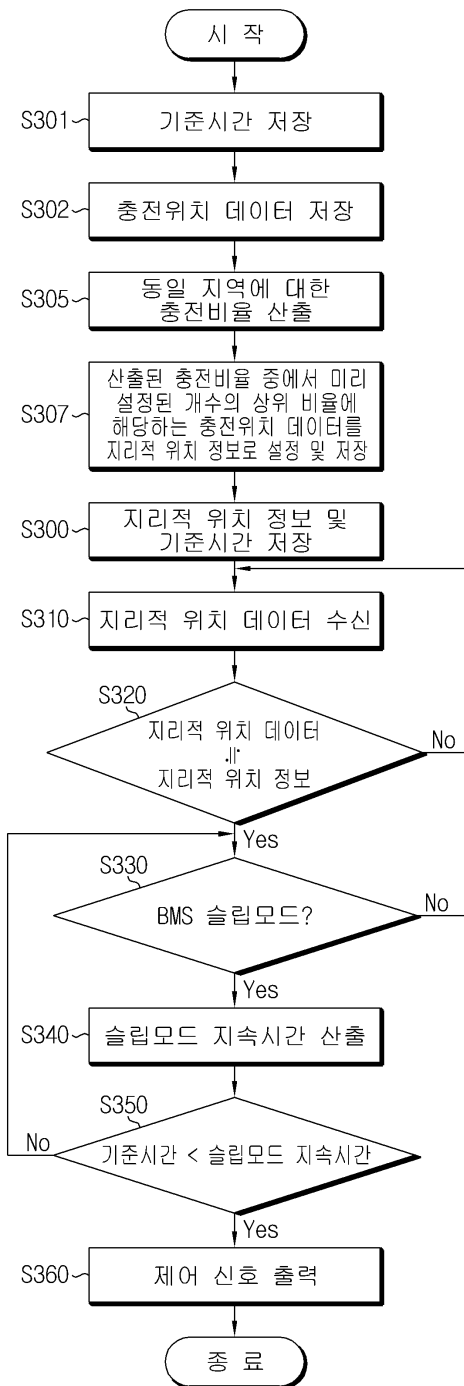 시 작
S301
기준시간 저장
S302
충전위치 데이터 저장
S305
동일 지역에 대한
충전비율 산출
S307
산출된 충전비율 중에서 미리
설정된 개수의 상위 비율에
해당하는 충전위치 데이터를
지리적 위치 정보로 설정 및 저장
S300
지리적 위치 정보 및
기준시간 저장
S310
지리적 위치 데이터 수신
S320
지리적 위치 데이터
≒
지리적 위치 정보
No
Yes
S330
BMS 슬립모드?
No
Yes
S340
슬립모드 지속시간 산출
S350
기준시간 < 슬립모드 지속시간
No
Yes
S360
제어 신호 출력
종 료